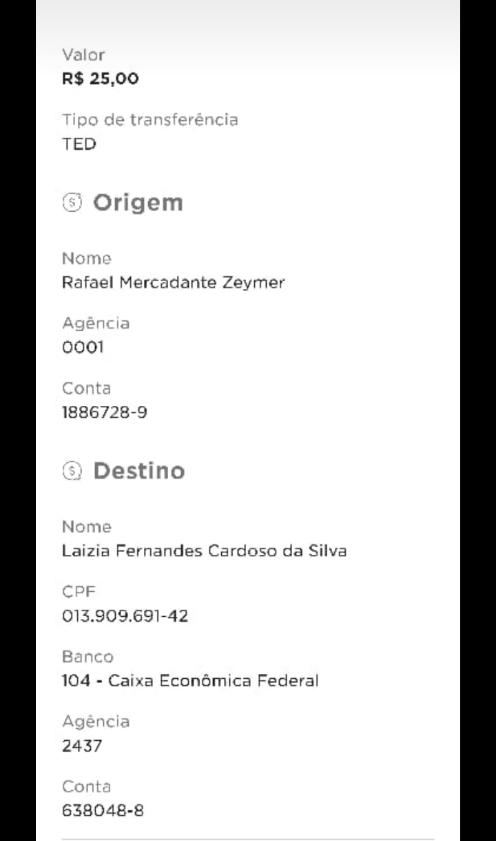 Valor
R$ 25,00
Tipo de transferência
TED
Origem
Nome
Rafael Mercadante Zeymer
Agência
0001
Conta
1886728-9
Destino
Nome
Laizia Fernandes Cardoso da Silva
CPF
013.909.691-42
Banco
104 - Caixa Econômica Federal
Agência
2437
Conta
638048-8